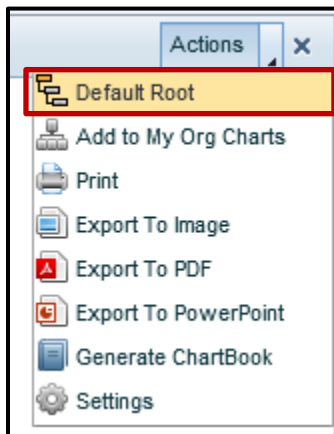 Actions
Default Root
Add to My Org Charts
Print
Export To Image
Export To PDF
Export To PowerPoint
Generate ChartBook
Settings